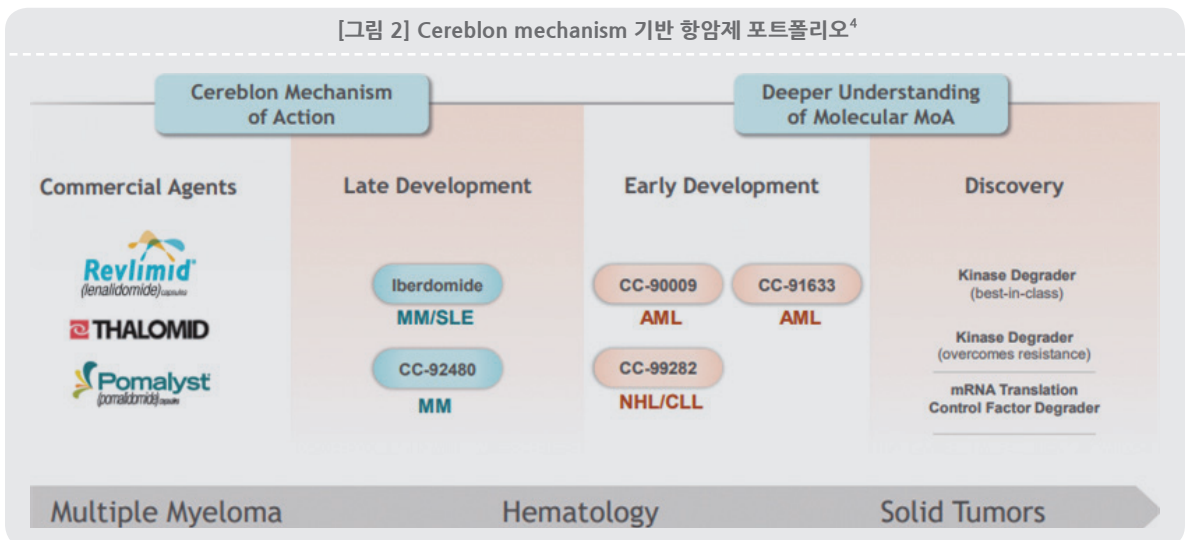 [그림 2] Cereblon mechanism 기반 항암제 포트폴리오4
Cereblon Mechanism
of Action
Deeper Understanding
of Molecular MoA
Commercial Agents
Late Development
Early Development
Discovery
Revlimid®
(lenalidomide) capsules
THALOMID
Pomalyst®
(pomalidomide) capsules
Iberdomide
MM/SLE
CC-92480
MM
CC-90009
AML
CC-91633
AML
CC-99282
NHL/CLL
Kinase Degrader
(best-in-class)
Kinase Degrader
(overcomes resistance)
mRNA Translation
Control Factor Degrader
Multiple Myeloma
Hematology
Solid Tumors